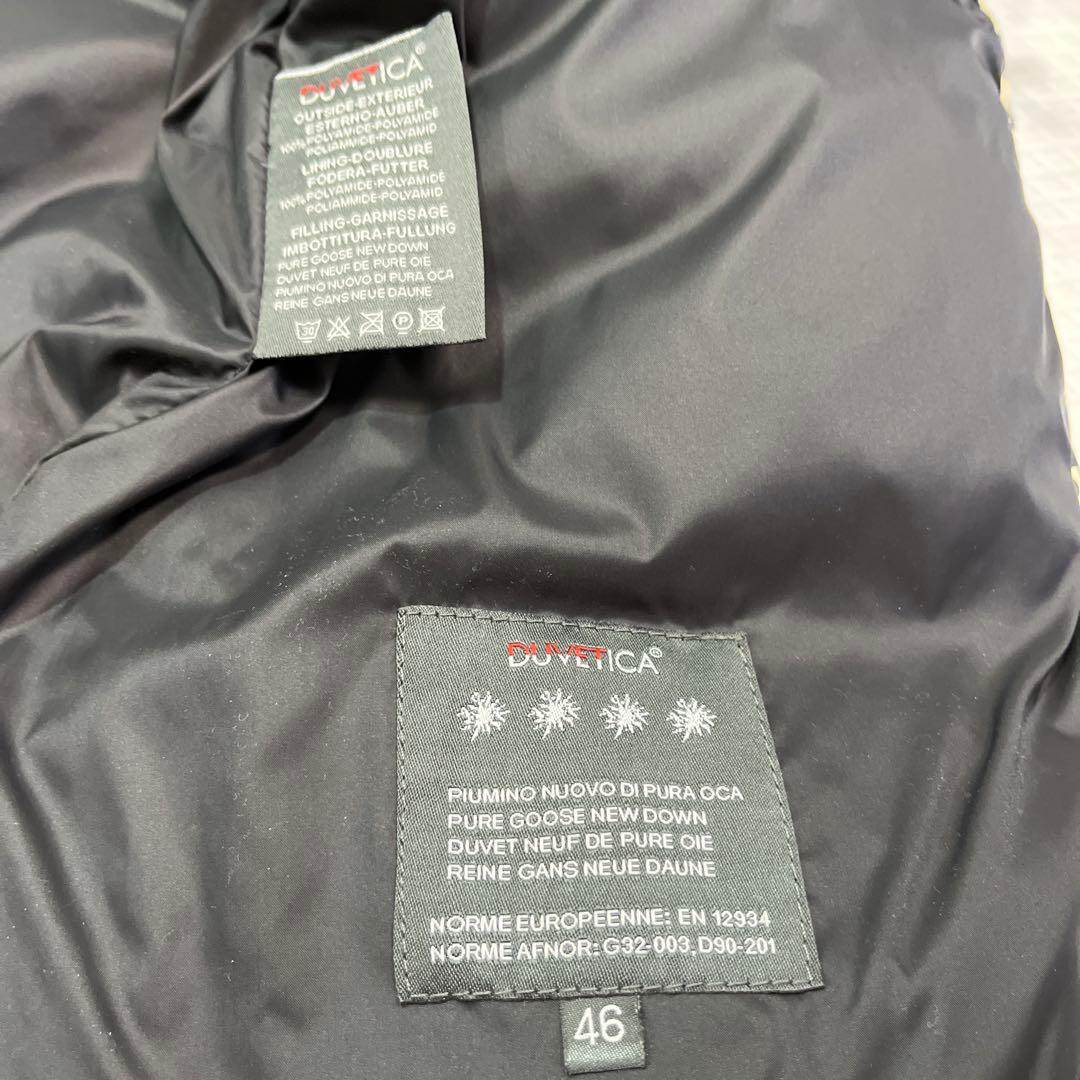 DUVETICA®
OUTSIDE-EXTERIEUR
ESTERNO-AUBER
100% POLYAMIDE-POLYAMIDE
POLIAMMIDE-POLYAMID
LINING-DOUBLURE
FODERA-FUTTER
100% POLYAMIDE-POLYAMIDE
POLIAMMIDE-POLYAMID
FILLING-GARNISSAGE
IMBOTTITURA-FULLUNG
PURE GOOSE NEW DOWN
DUVET NEUF DE PURE OIE
PIUMINO NUOVO DI PURA OCA
REINE GANS NEUE DAUNE
30 P
DUVETICA®
PIUMINO NUOVO DI PURA OCA
PURE GOOSE NEW DOWN
DUVET NEUF DE PURE OIE
REINE GANS NEUE DAUNE
NORME EUROPEENNE: EN 12934
NORME AFNOR: G32-003, D90-201
46